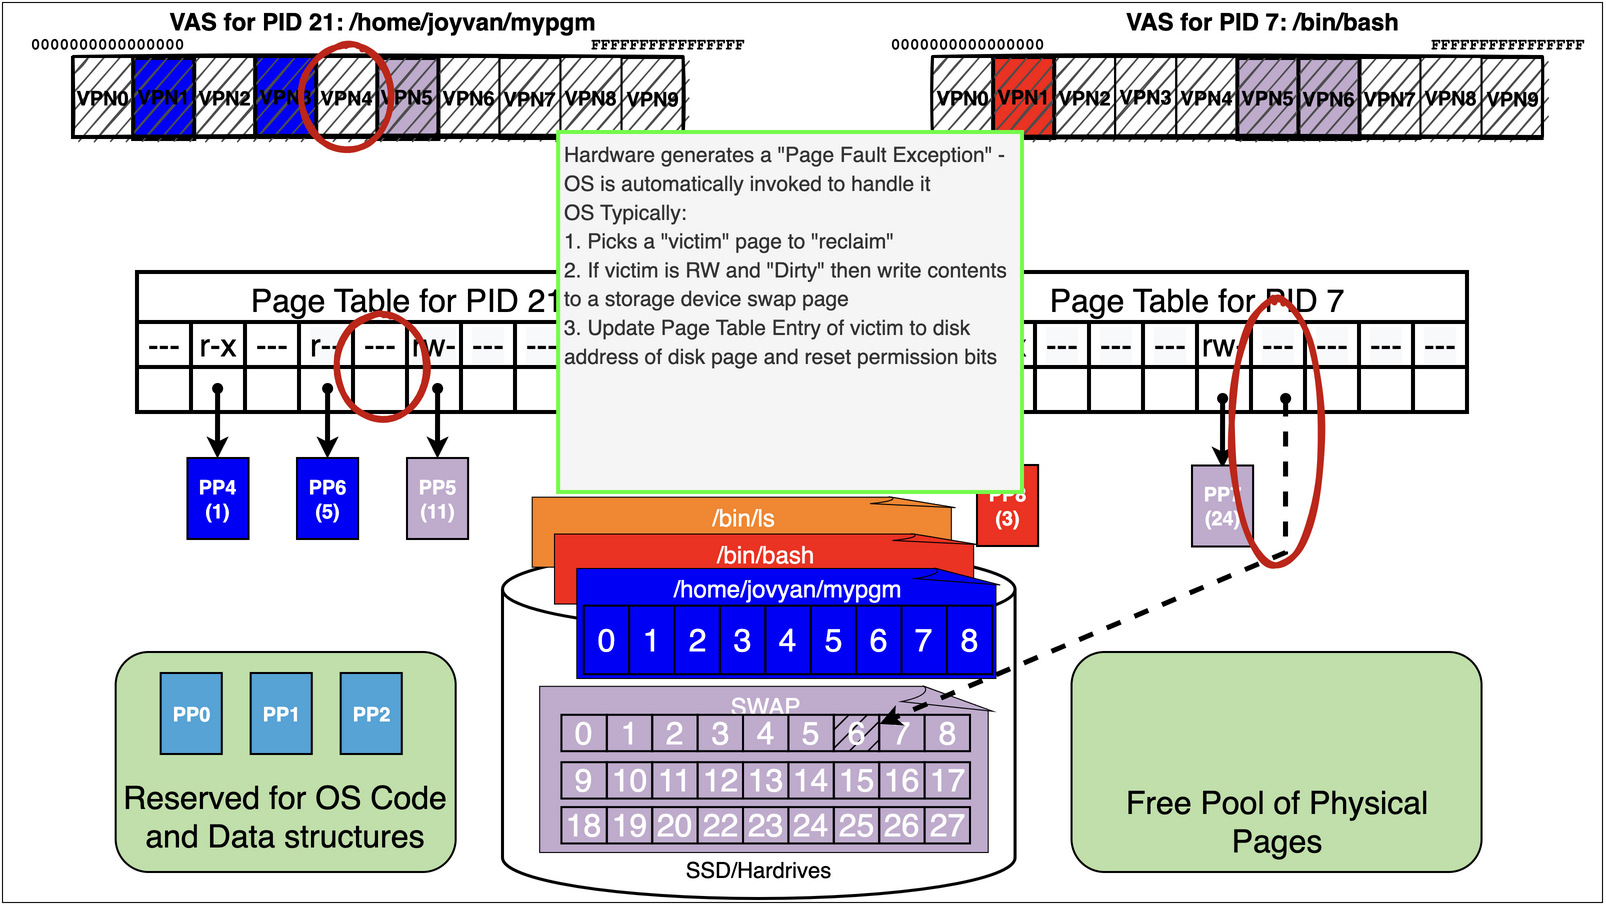 VAS for PID 21: /home/joyvan/mypgm
VAS for PID 7: /bin/bash
0000000000000000
FFFFFFFFFFFFFFFF
0000000000000000
FFFFFFFFFFFFFFFF
VPN0 VPN1 VPN2 VPN3 VPN4 VPN5 VPN6 VPN7 VPN8 VPN9
VPN0 VPN1 VPN2 VPN3 VPN4 VPN5 VPN6 VPN7 VPN8 VPN9
Hardware generates a "Page Fault Exception" -
OS is automatically invoked to handle it
OS Typically:
1. Picks a "victim" page to "reclaim"
2. If victim is RW and "Dirty" then write contents
to a storage device swap page
3. Update Page Table Entry of victim to disk
address of disk page and reset permission bits
Page Table for PID 21
Page Table for PID 7
--- r-x --- r-- --- rw- --- ---
--- --- --- rw- --- --- --- ---
PP4
(1)
PP6
(5)
PP5
(11)
PP8
(3)
PP7
(24)
/bin/ls
/bin/bash
/home/jovyan/mypgm
0 1 2 3 4 5 6 7 8
SWAP
0 1 2 3 4 5 6 7 8
9 10 11 12 13 14 15 16 17
18 19 20 22 23 24 25 26 27
SSD/Hardrives
PP0 PP1 PP2
Reserved for OS Code
and Data structures
Free Pool of Physical
Pages